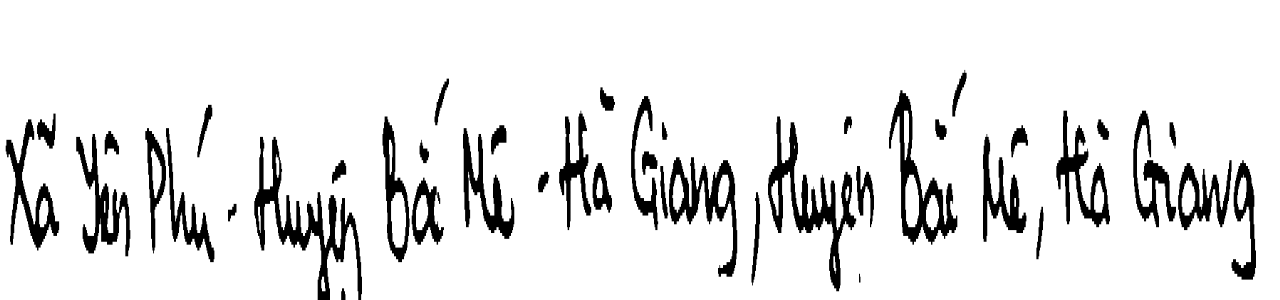 Xã Yên Phú - Huyện Bắc Mê - Hà Giang, Huyện Bắc Mê, Hà Giang